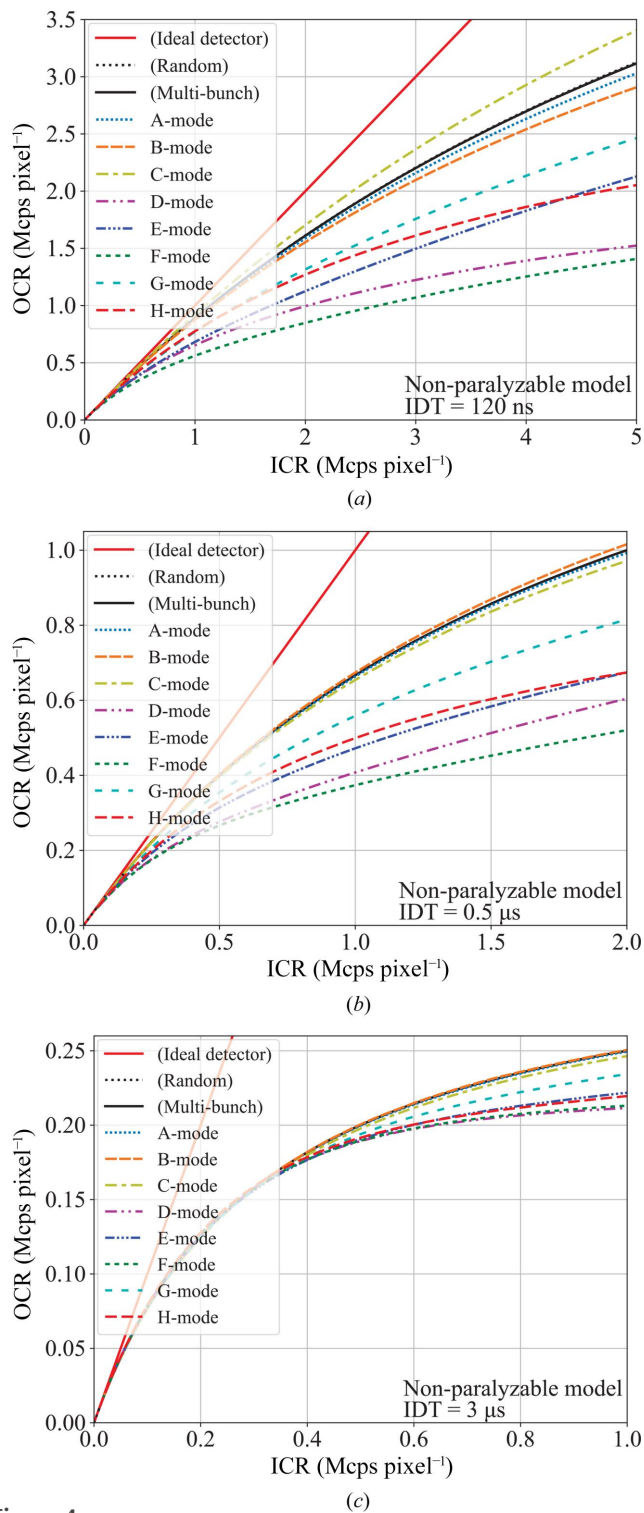 3.5
3.0
2.5
2.0
1.5
1.0
0.5
0.0
OCR (Mcps pixel⁻¹)
(Ideal detector)
(Random)
(Multi-bunch)
A-mode
B-mode
C-mode
D-mode
E-mode
F-mode
G-mode
H-mode
Non-paralyzable model
IDT = 120 ns
0 1 2 3 4 5
ICR (Mcps pixel⁻¹)
(a)
1.0
0.8
0.6
0.4
0.2
0.0
OCR (Mcps pixel⁻¹)
(Ideal detector)
(Random)
(Multi-bunch)
A-mode
B-mode
C-mode
D-mode
E-mode
F-mode
G-mode
H-mode
Non-paralyzable model
IDT = 0.5 μs
0.0 0.5 1.0 1.5 2.0
ICR (Mcps pixel⁻¹)
(b)
0.25
0.20
0.15
0.10
0.05
0.00
OCR (Mcps pixel⁻¹)
(Ideal detector)
(Random)
(Multi-bunch)
A-mode
B-mode
C-mode
D-mode
E-mode
F-mode
G-mode
H-mode
Non-paralyzable model
IDT = 3 μs
0.0 0.2 0.4 0.6 0.8 1.0
ICR (Mcps pixel⁻¹)
(c)